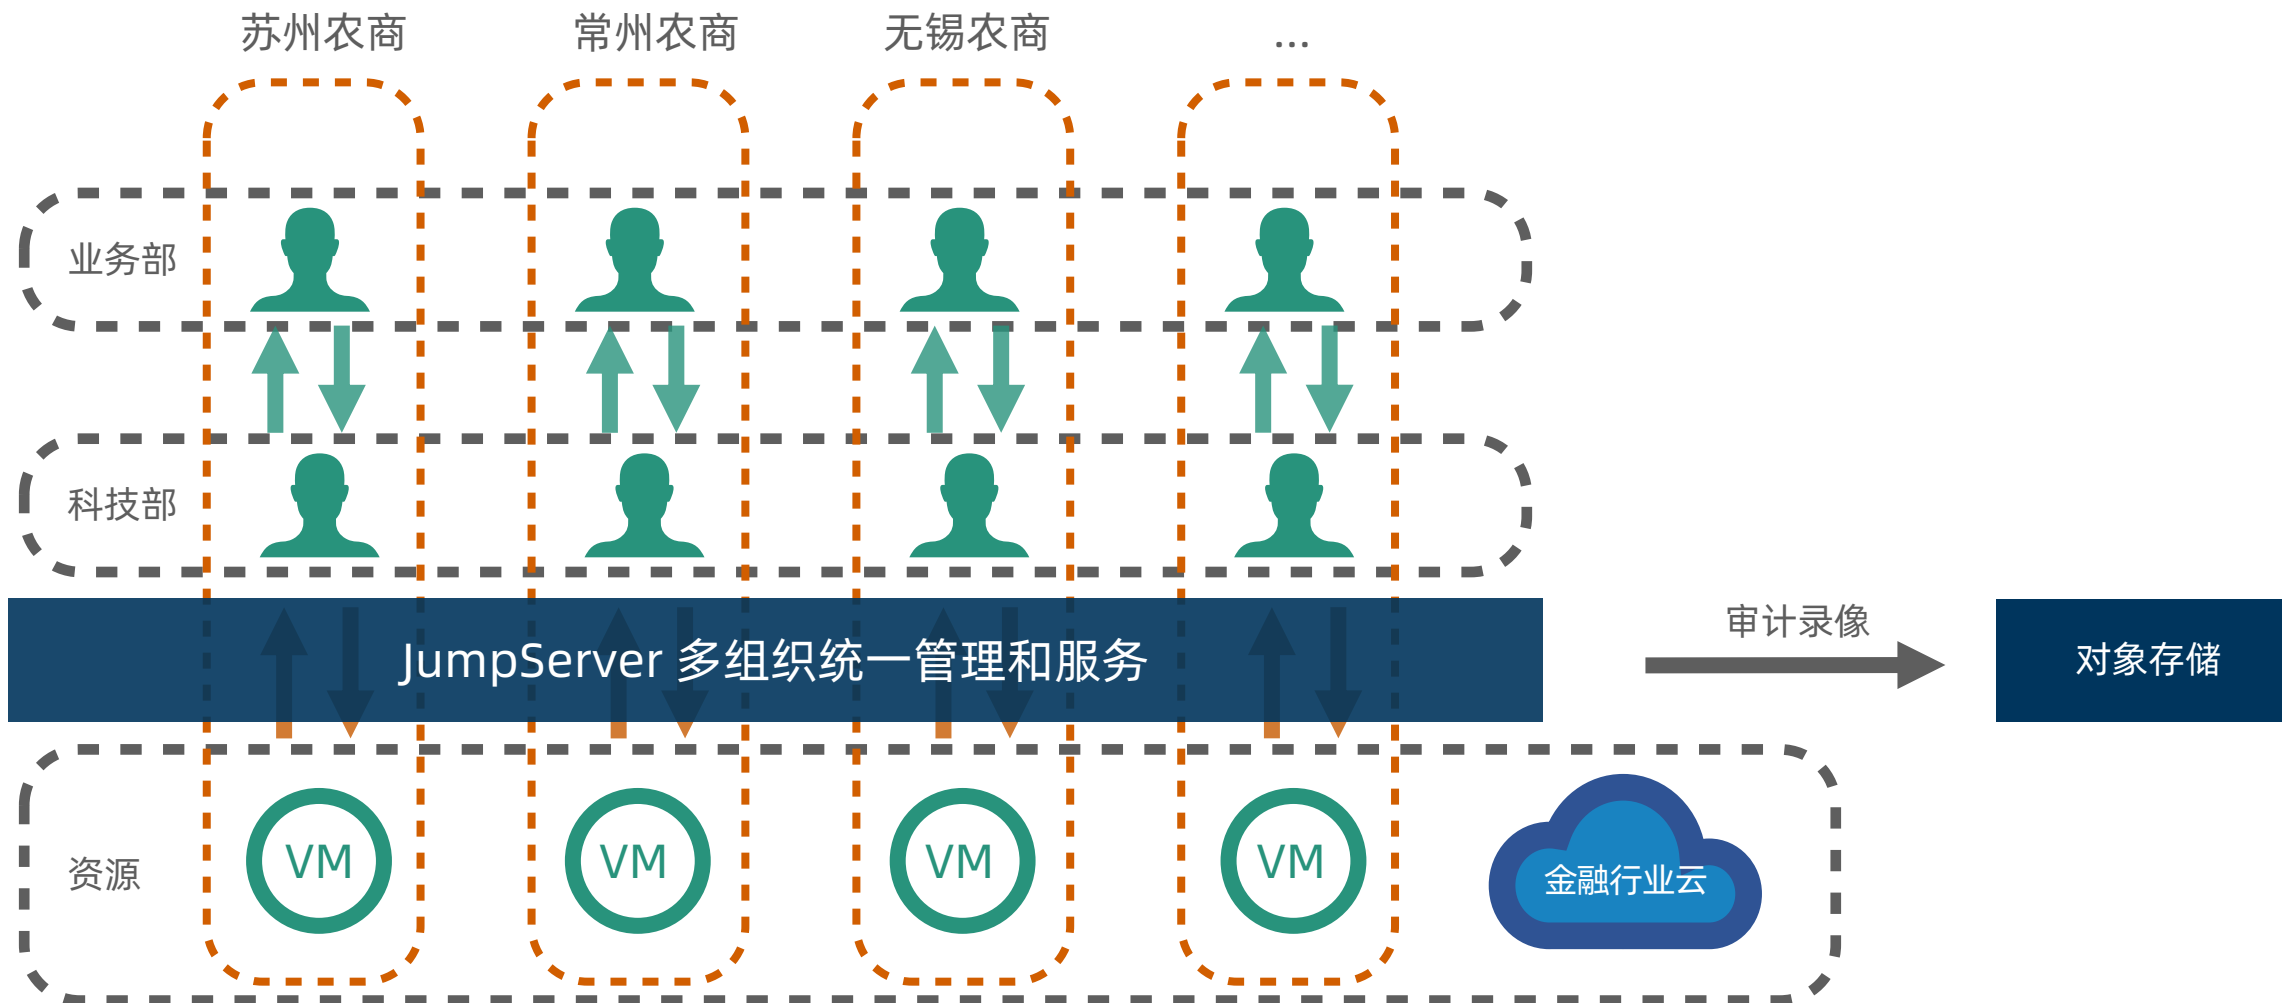 苏州农商
常州农商
无锡农商
...
业务部
科技部
JumpServer 多组织统一管理和服务
审计录像
对象存储
资源
VM
VM
VM
VM
金融行业云